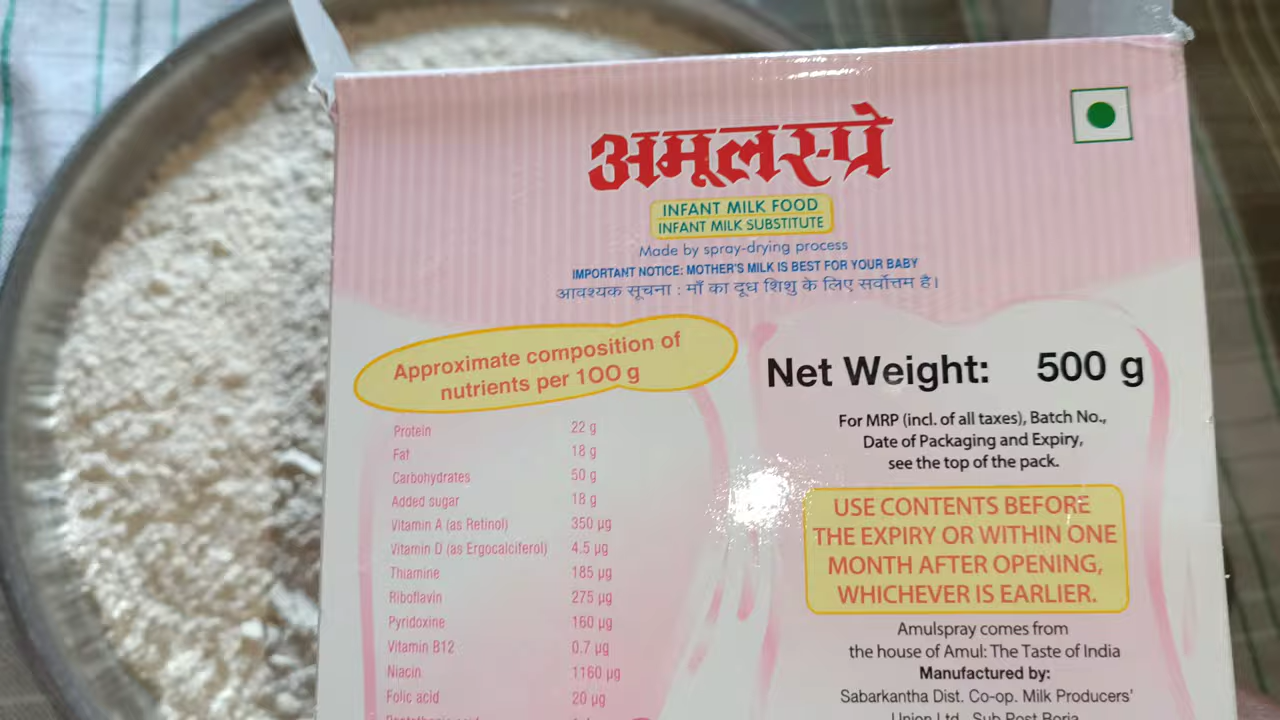 अमूलस्प्रे
INFANT MILK FOOD
INFANT MILK SUBSTITUTE
Made by spray-drying process
IMPORTANT NOTICE: MOTHER'S MILK IS BEST FOR YOUR BABY
आवश्यक सूचना : माँ का दूध शिशु के लिए सर्वोत्तम है।
Approximate composition of
nutrients per 100 g
Protein 22 g
Fat 18 g
Carbohydrates 50 g
Added sugar 18 g
Vitamin A (as Retinol) 350 µg
Vitamin D (as Ergocalciferol) 4.5 µg
Thiamine 185 µg
Riboflavin 275 µg
Pyridoxine 160 µg
Vitamin B12 0.7 µg
Niacin 1160 µg
Folic acid 20 µg
Net Weight: 500 g
For MRP (incl. of all taxes), Batch No.,
Date of Packaging and Expiry,
see the top of the pack.
USE CONTENTS BEFORE
THE EXPIRY OR WITHIN ONE
MONTH AFTER OPENING,
WHICHEVER IS EARLIER.
Amulspray comes from
the house of Amul: The Taste of India
Manufactured by:
Sabarkantha Dist. Co-op. Milk Producers'
Union Ltd., Sub Post Boria